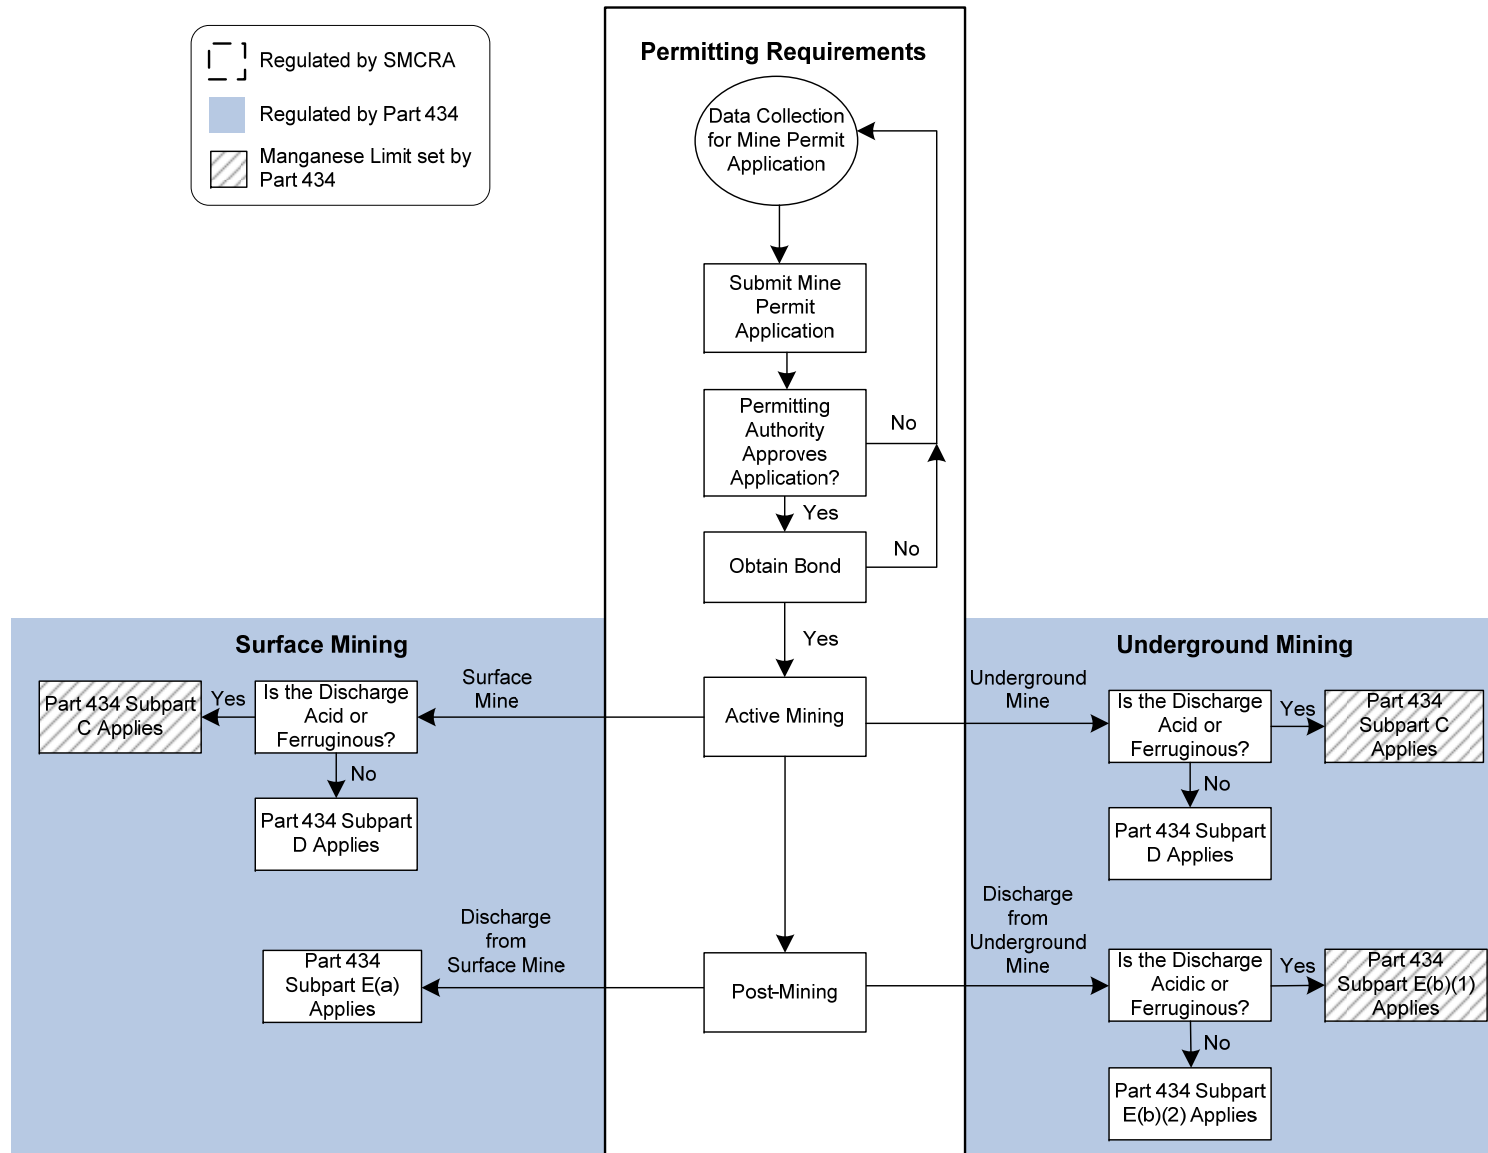 Regulated by SMCRA
Regulated by Part 434
Manganese Limit set by
Part 434
Permitting Requirements
Data Collection
for Mine Permit
Application
Submit Mine
Permit
Application
Permitting
Authority
Approves
Application?
No
Yes
Obtain Bond
No
Yes
Surface Mining
Part 434 Subpart
C Applies
Yes
Is the Discharge
Acid or
Ferruginous?
Surface
Mine
No
Part 434 Subpart
D Applies
Active Mining
Underground Mining
Underground
Mine
Is the Discharge
Acid or
Ferruginous?
Yes
Part 434
Subpart C
Applies
No
Part 434 Subpart
D Applies
Part 434
Subpart E(a)
Applies
Discharge
from
Surface Mine
Post-Mining
Discharge
from
Underground
Mine
Is the Discharge
Acidic or
Ferruginous?
Yes
Part 434
Subpart E(b)(1)
Applies
No
Part 434 Subpart
E(b)(2) Applies